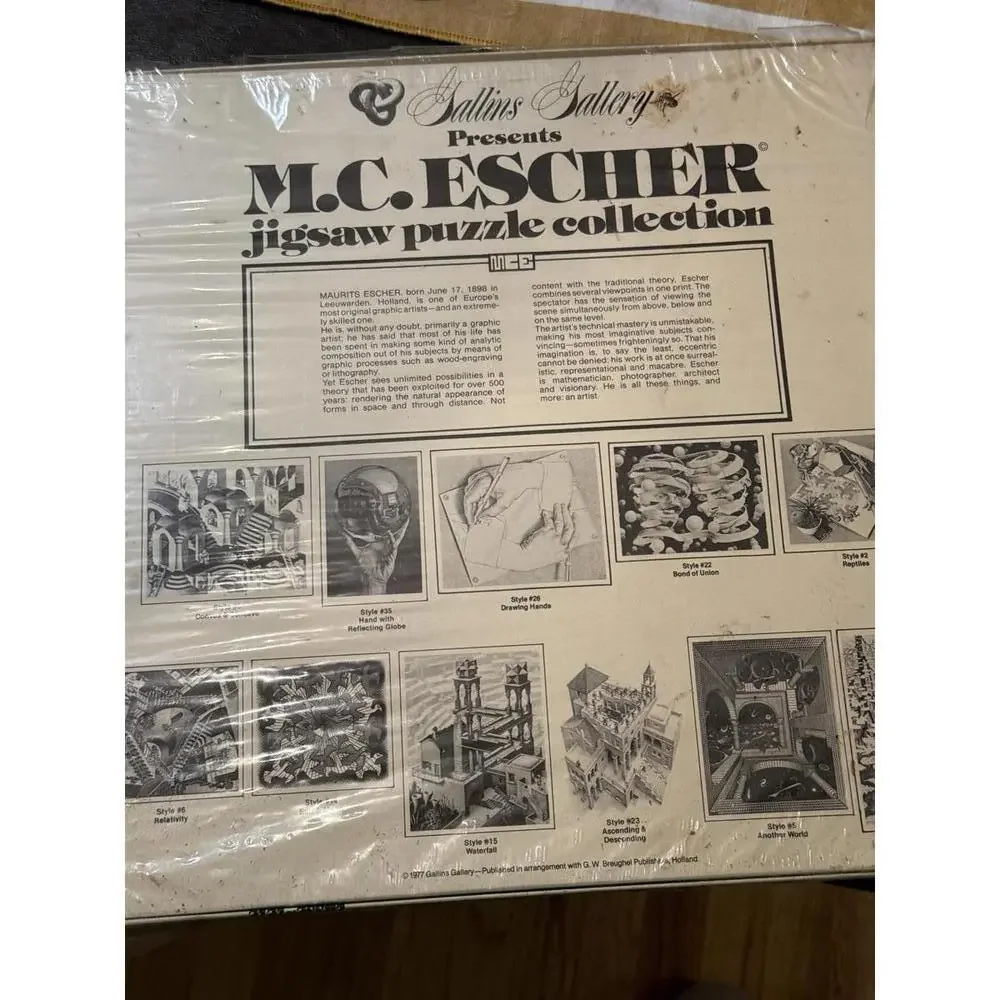 Gallins Gallery
Presents
M.C. ESCHER©
jigsaw puzzle collection
MCE
MAURITS ESCHER, born June 17, 1898 in
Leeuwarden, Holland, is one of Europe's
most original graphic artists—and an extreme-
ly skilled one.
He is, without any doubt, primarily a graphic
artist; he has said that most of his life has
been spent in making some kind of analytic
composition out of his subjects by means of
graphic processes such as wood-engraving
or lithography.
Yet Escher sees unlimited possibilities in a
theory that has been exploited for over 500
years: rendering the natural appearance of
forms in space and through distance. Not
content with the traditional theory, Escher
combines several viewpoints in one print. The
spectator has the sensation of viewing the
scene simultaneously from above, below and
on the same level.
The artist's technical mastery is unmistakable,
making his most imaginative subjects con-
vincing—sometimes frighteningly so. That his
imagination is, to say the least, eccentric
cannot be denied: his work is at once surreal-
istic, representational and macabre. Escher
is mathematician, photographer, architect
and visionary. He is all these things, and
more: an artist.
Style
Convex & Concave
Style #35
Hand with
Reflecting Globe
Style #26
Drawing Hands
Style #22
Bond of Union
Style #2
Reptiles
Style #6
Relativity
Style
Style #15
Waterfall
Style #23
Ascending &
Descending
Style #5
Another World
© 1977 Gallins Gallery—Published in arrangement with G. W. Breughel Publishers, Holland.